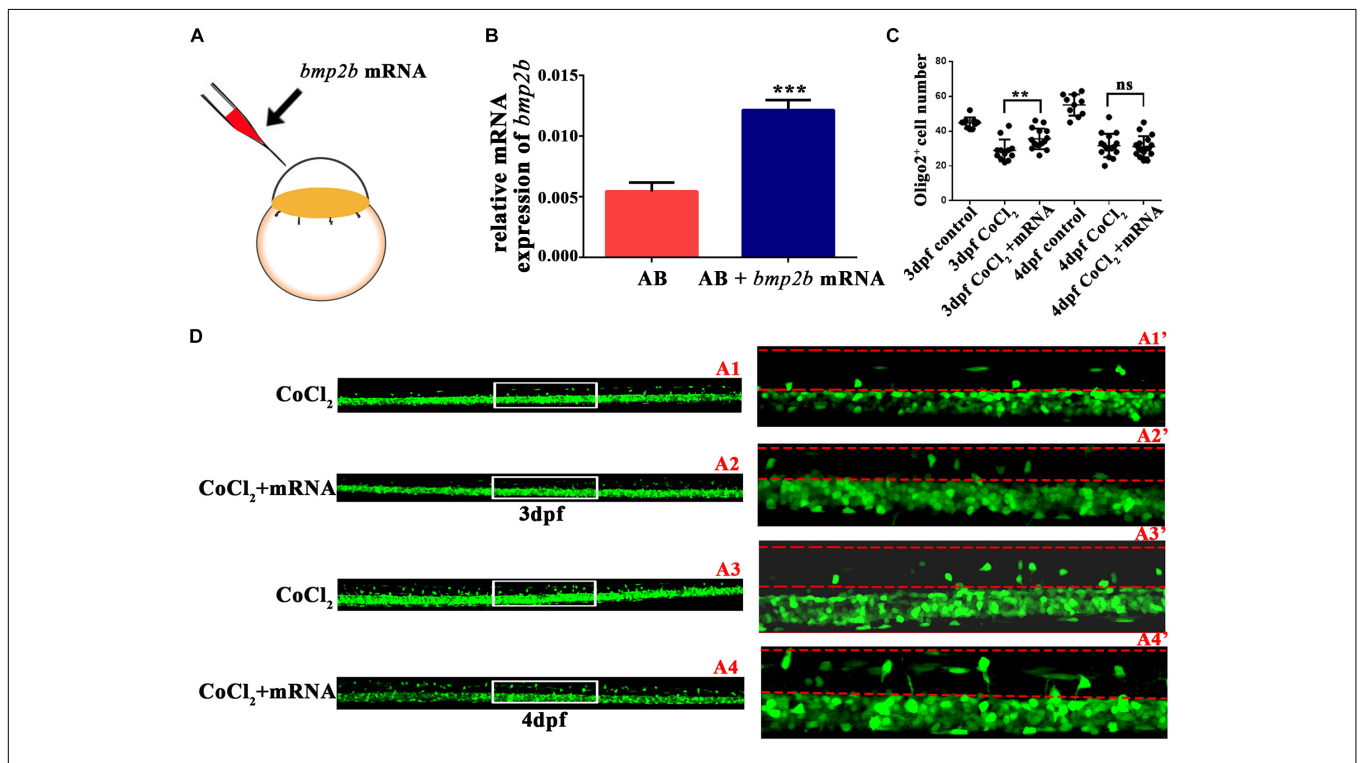 A
bmp2b mRNA
B
relative mRNA
expression of bmp2b
0.015
0.010
0.005
0.000
***
AB
AB + bmp2b mRNA
C
Oligo2⁺ cell number
80
60
40
20
0
**
ns
3dpf control
3dpf CoCl₂
3dpf CoCl₂+mRNA
4dpf control
4dpf CoCl₂
4dpf CoCl₂+mRNA
D
CoCl₂
A1
A1’
CoCl₂+mRNA
A2
A2’
3dpf
CoCl₂
A3
A3’
CoCl₂+mRNA
A4
A4’
4dpf